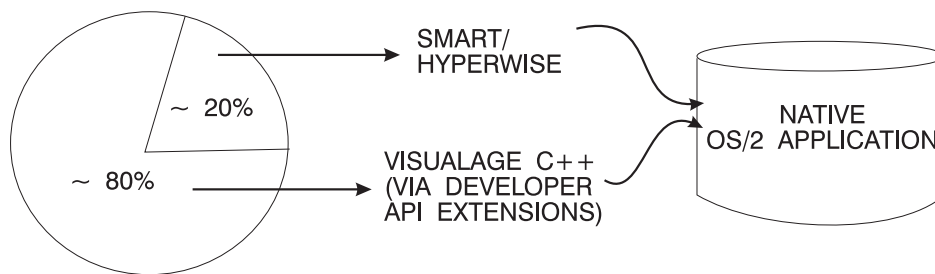 ~ 20%
~ 80%
SMART/
HYPERWISE
VISUALAGE C++
(VIA DEVELOPER
API EXTENSIONS)
NATIVE
OS/2 APPLICATION